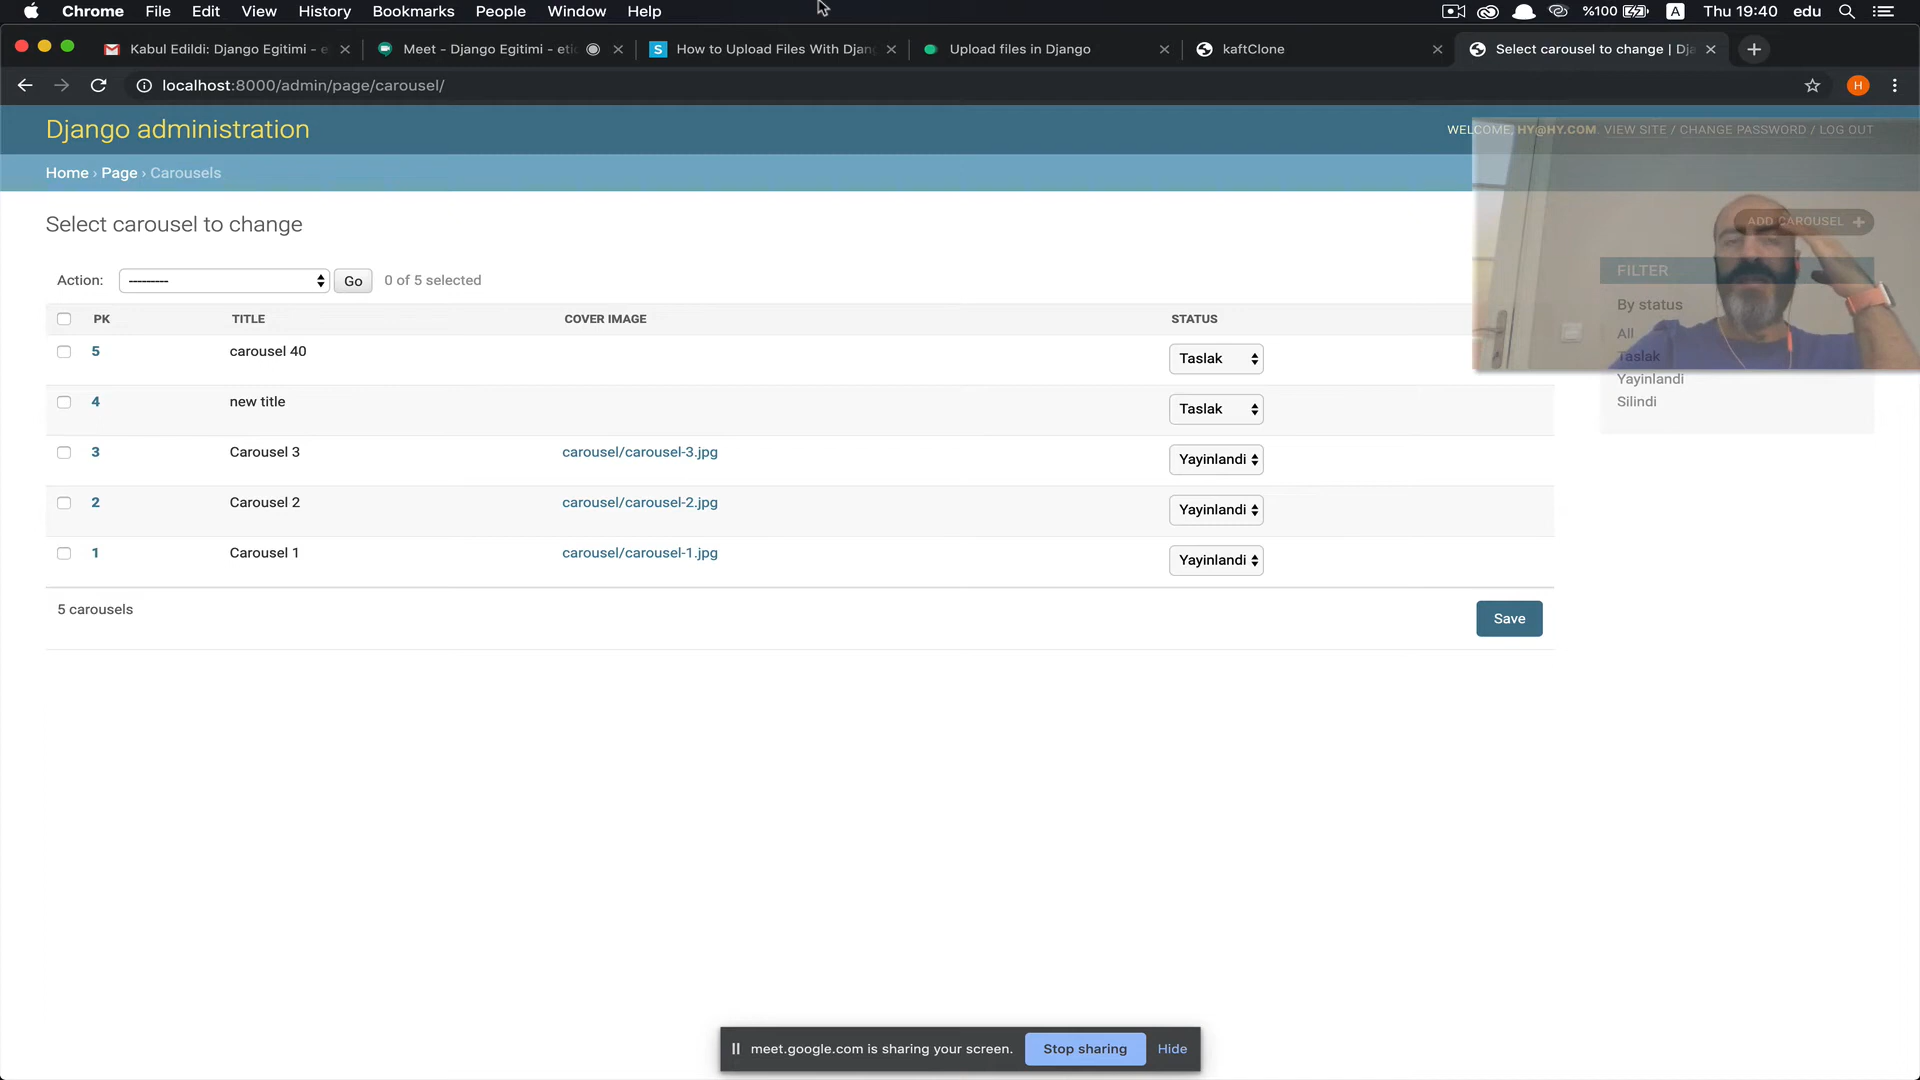 Chrome File Edit View History Bookmarks People Window Help %100 A Thu 19:40 edu
Kabul Edildi: Django Egitimi - e
Meet - Django Egitimi - etic
S How to Upload Files With Djan
Upload files in Django
kaftClone
Select carousel to change | Dja
localhost:8000/admin/page/carousel/
H
Django administration
WELCOME, HY@HY.COM. VIEW SITE / CHANGE PASSWORD / LOG OUT
Home › Page › Carousels
Select carousel to change
ADD CAROUSEL +
Action: --------- Go 0 of 5 selected
PK TITLE COVER IMAGE STATUS
5 carousel 40 Taslak
4 new title Taslak
3 Carousel 3 carousel/carousel-3.jpg Yayinlandi
2 Carousel 2 carousel/carousel-2.jpg Yayinlandi
1 Carousel 1 carousel/carousel-1.jpg Yayinlandi
5 carousels
Save
FILTER
By status
All
Taslak
Yayinlandi
Silindi
meet.google.com is sharing your screen. Stop sharing Hide